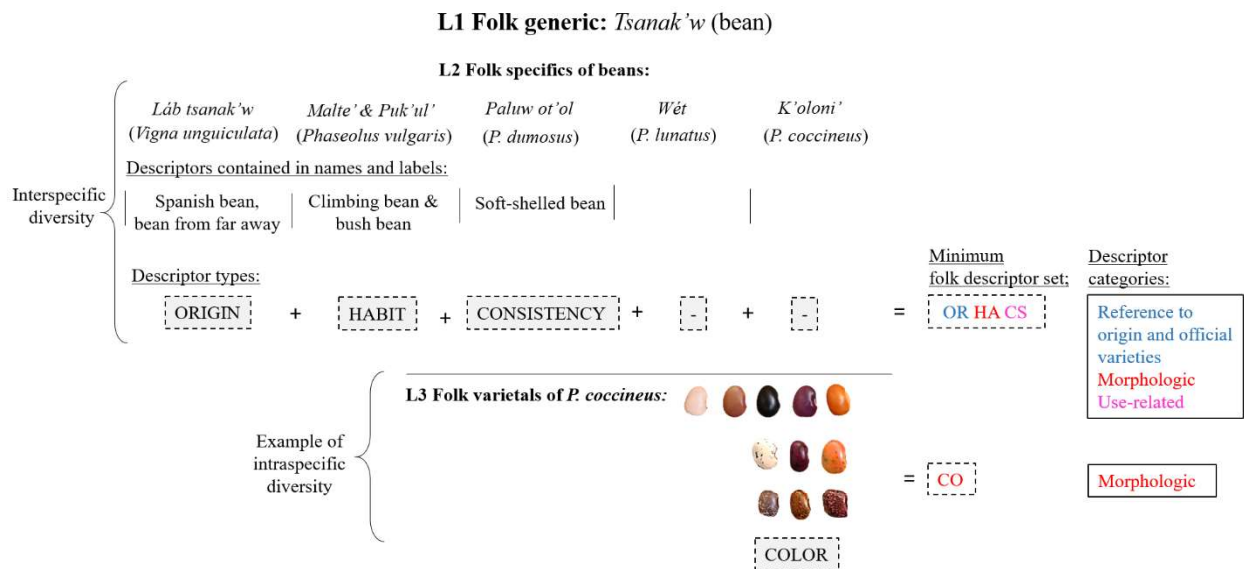 L1 Folk generic: Tsanak’w (bean)
L2 Folk specifics of beans:
Láb tsanak’w
(Vigna unguiculata)
Malte’ & Puk’ul’
(Phaseolus vulgaris)
Paluw ot’ol
(P. dumosus)
Wét
(P. lunatus)
K’oloni’
(P. coccineus)
Descriptors contained in names and labels:
Interspecific
diversity
Spanish bean,
bean from far away
Climbing bean &
bush bean
Soft-shelled bean
Descriptor types:
ORIGIN + HABIT + CONSISTENCY + - + - =
Minimum
folk descriptor set;
OR HA CS
Descriptor
categories:
Reference to
origin and official
varieties
Morphologic
Use-related
L3 Folk varietals of P. coccineus:
Example of
intraspecific
diversity
= CO
Morphologic
COLOR